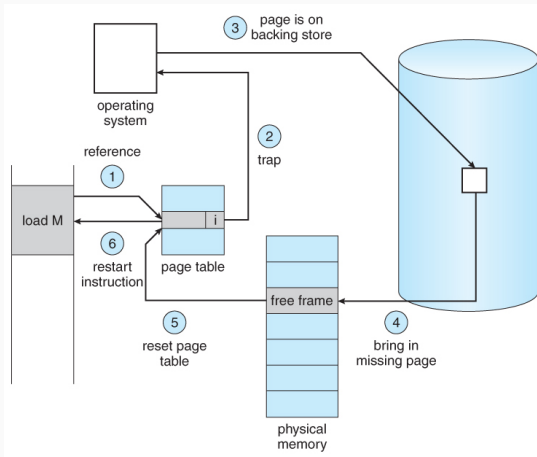 3
page is on
backing store
operating
system
2
trap
reference
1
load M
i
6
restart
instruction
page table
free frame
5
reset page
table
4
bring in
missing page
physical
memory